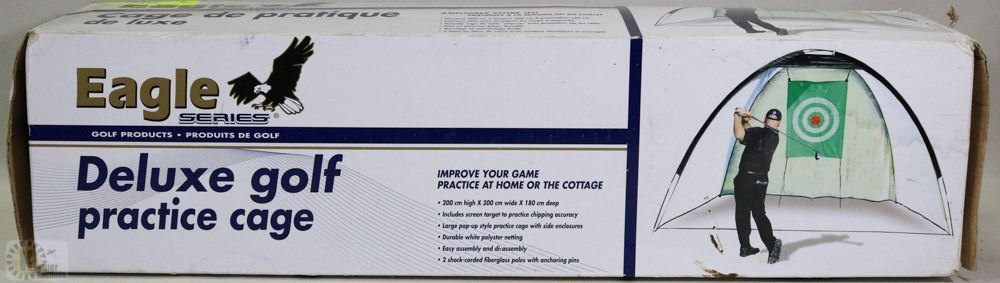 Cage de pratique
de luxe
Eagle
SERIES®
GOLF PRODUCTS • PRODUITS DE GOLF
Deluxe golf
practice cage
IMPROVE YOUR GAME
PRACTICE AT HOME OR THE COTTAGE
• 200 cm high X 300 cm wide X 180 cm deep
• Includes screen target to practice chipping accuracy
• Large pop-up style practice cage with side enclosures
• Durable white polyster netting
• Easy assembly and di:assembly
• 2 shock-corded fiberglass poles with anchoring pins